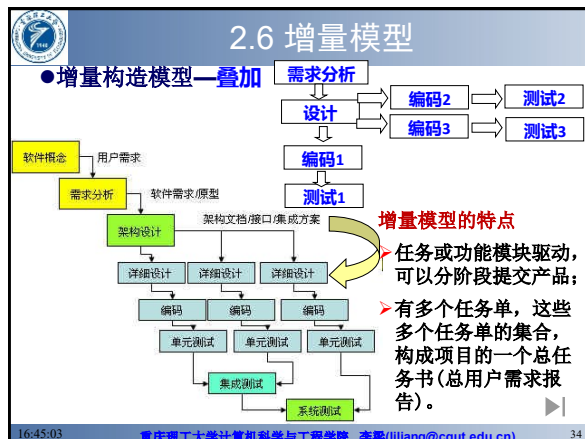 2.6 增量模型
●增量构造模型—叠加
需求分析
设计
编码2
测试2
编码3
测试3
编码1
测试1
软件概念
用户需求
需求分析
软件需求/原型
架构设计
架构文档/接口/集成方案
详细设计
详细设计
详细设计
编码
编码
编码
单元测试
单元测试
单元测试
集成测试
系统测试
增量模型的特点
任务或功能模块驱动，
可以分阶段提交产品；
有多个任务单，这些
多个任务单的集合，
构成项目的一个总任
务书(总用户需求报
告)。
16:45:03
重庆理工大学计算机科学与工程学院 李梁(liliang@cqut.edu.cn)
34